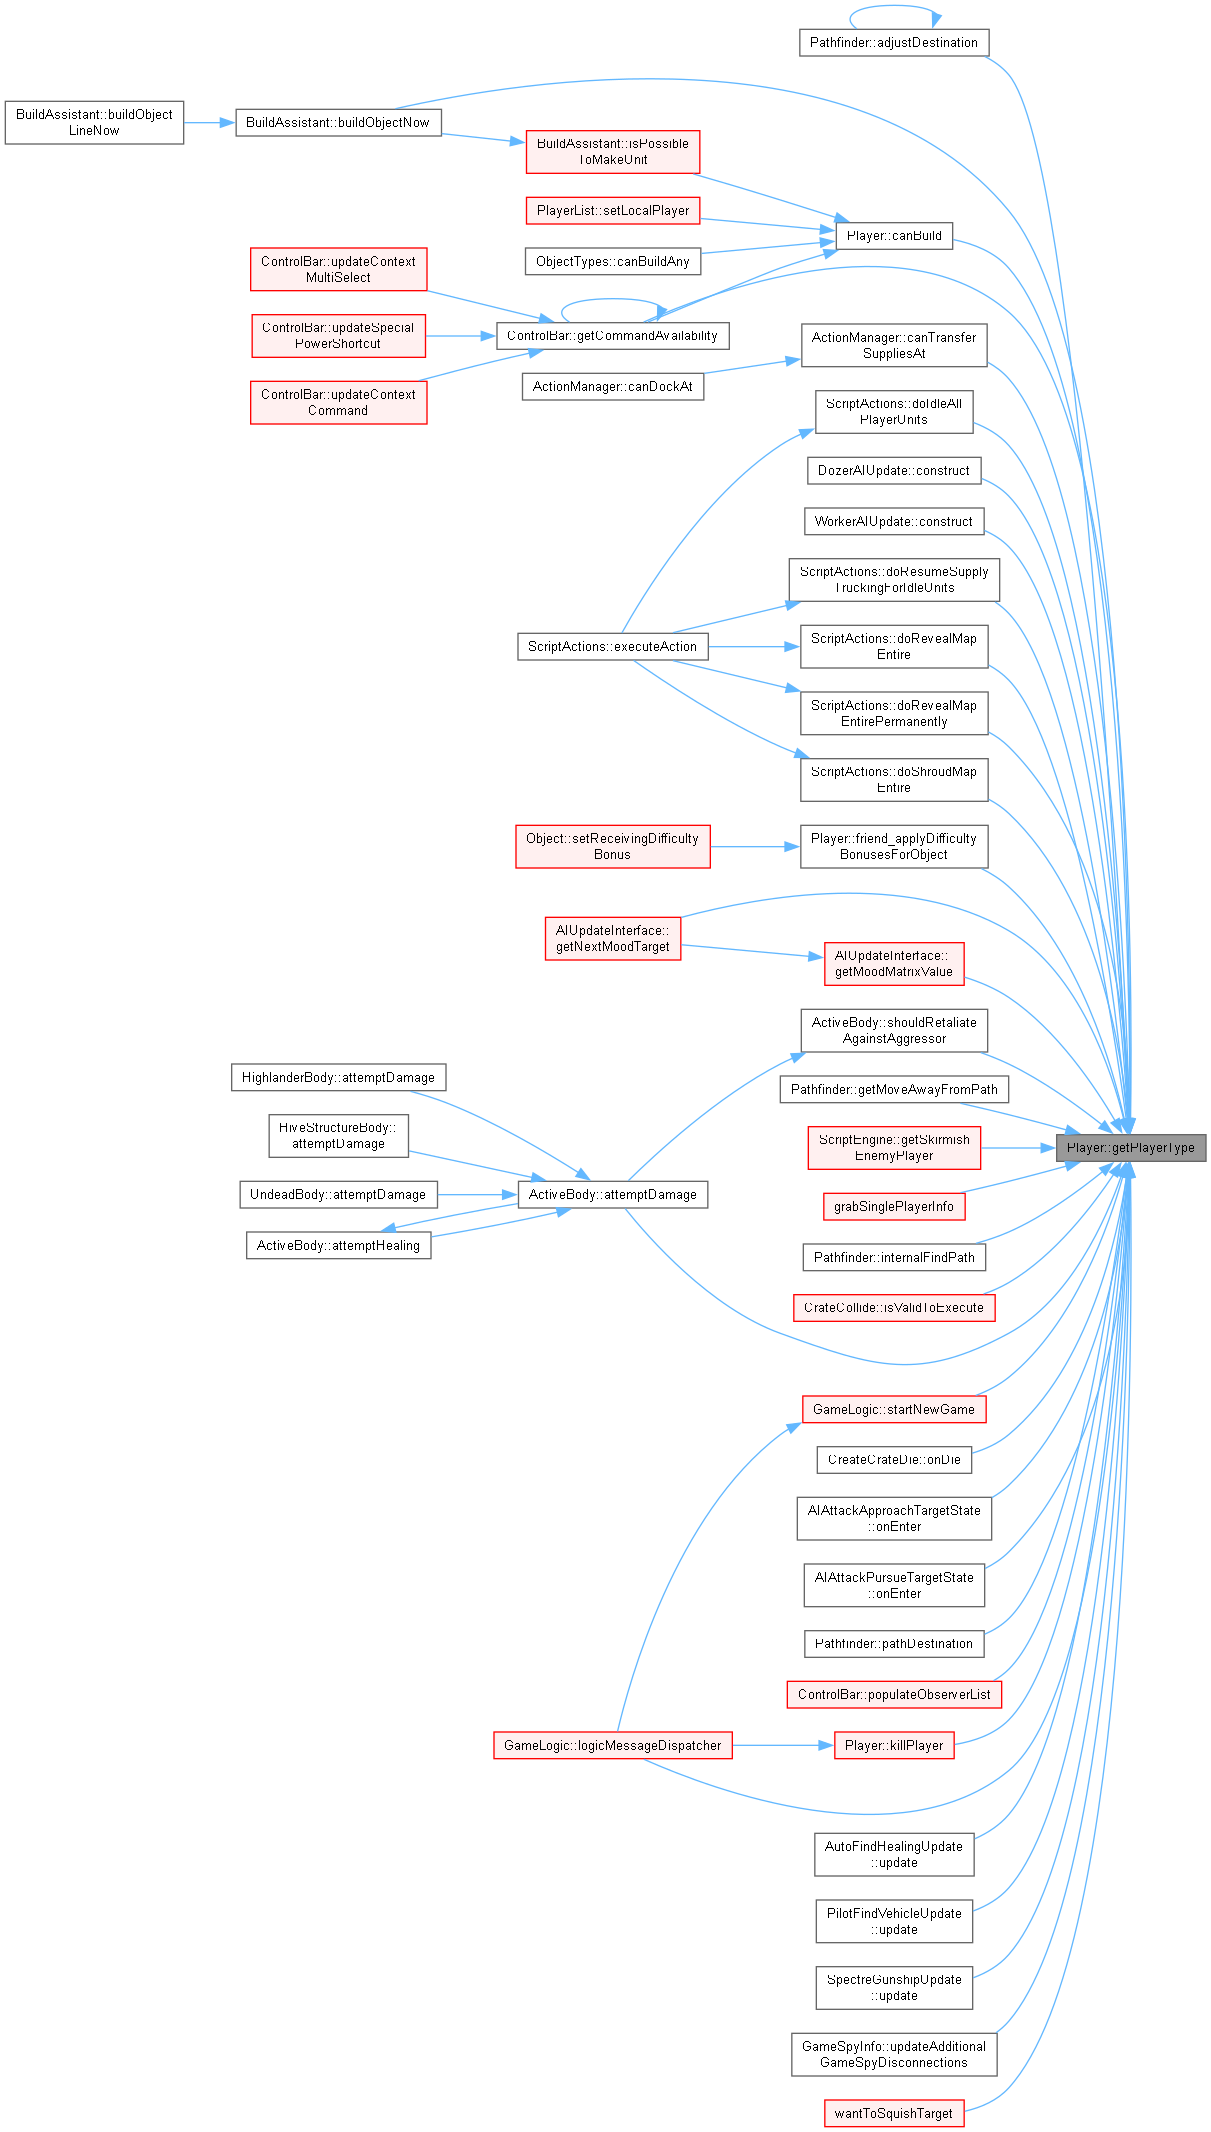 Pathfinder::adjustDestination
BuildAssistant::buildObject
LineNow
BuildAssistant::buildObjectNow
BuildAssistant::isPossible
ToMakeUnit
PlayerList::setLocalPlayer
Player::canBuild
ObjectTypes::canBuildAny
ControlBar::updateContext
MultiSelect
ControlBar::updateSpecial
PowerShortcut
ControlBar::getCommandAvailability
ActionManager::canTransfer
SuppliesAt
ControlBar::updateContext
Command
ActionManager::canDockAt
ScriptActions::doIdleAll
PlayerUnits
DozerAIUpdate::construct
WorkerAIUpdate::construct
ScriptActions::doResumeSupply
TruckingForIdleUnits
ScriptActions::executeAction
ScriptActions::doRevealMap
Entire
ScriptActions::doRevealMap
EntirePermanently
ScriptActions::doShroudMap
Entire
Object::setReceivingDifficulty
Bonus
Player::friend_applyDifficulty
BonusesForObject
AIUpdateInterface::
getNextMoodTarget
AIUpdateInterface::
getMoodMatrixValue
ActiveBody::shouldRetaliate
AgainstAggressor
HighlanderBody::attemptDamage
Pathfinder::getMoveAwayFromPath
HiveStructureBody::
attemptDamage
ScriptEngine::getSkirmish
EnemyPlayer
Player::getPlayerType
UndeadBody::attemptDamage
ActiveBody::attemptDamage
grabSinglePlayerInfo
ActiveBody::attemptHealing
Pathfinder::internalFindPath
CrateCollide::isValidToExecute
GameLogic::startNewGame
CreateCrateDie::onDie
AIAttackApproachTargetState
::onEnter
AIAttackPursueTargetState
::onEnter
Pathfinder::pathDestination
ControlBar::populateObserverList
GameLogic::logicMessageDispatcher
Player::killPlayer
AutoFindHealingUpdate
::update
PilotFindVehicleUpdate
::update
SpectreGunshipUpdate
::update
GameSpyInfo::updateAdditional
GameSpyDisconnections
wantToSquishTarget